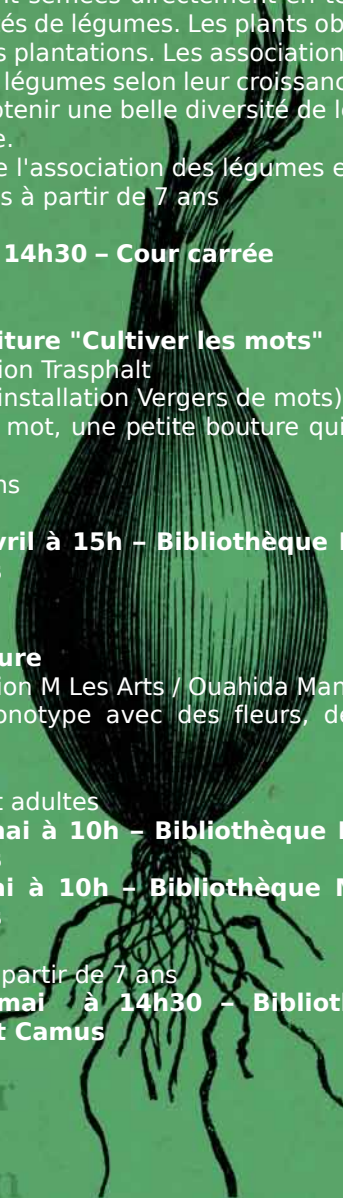 nt semées directement en te
és de légumes. Les plants ob
s plantations. Les association
légumes selon leur croissanc
btenir une belle diversité de lé
e.
e l'association des légumes e
s à partir de 7 ans
14h30 – Cour carrée
iture "Cultiver les mots"
ion Trasphalt
installation Vergers de mots)
mot, une petite bouture qui
ns
vril à 15h – Bibliothèque
s
ure
ion M Les Arts / Ouahida Man
onotype avec des fleurs, de
t adultes
nai à 10h – Bibliothèque
s
ai à 10h – Bibliothèque M
s
partir de 7 ans
mai à 14h30 – Biblioth
t Camus